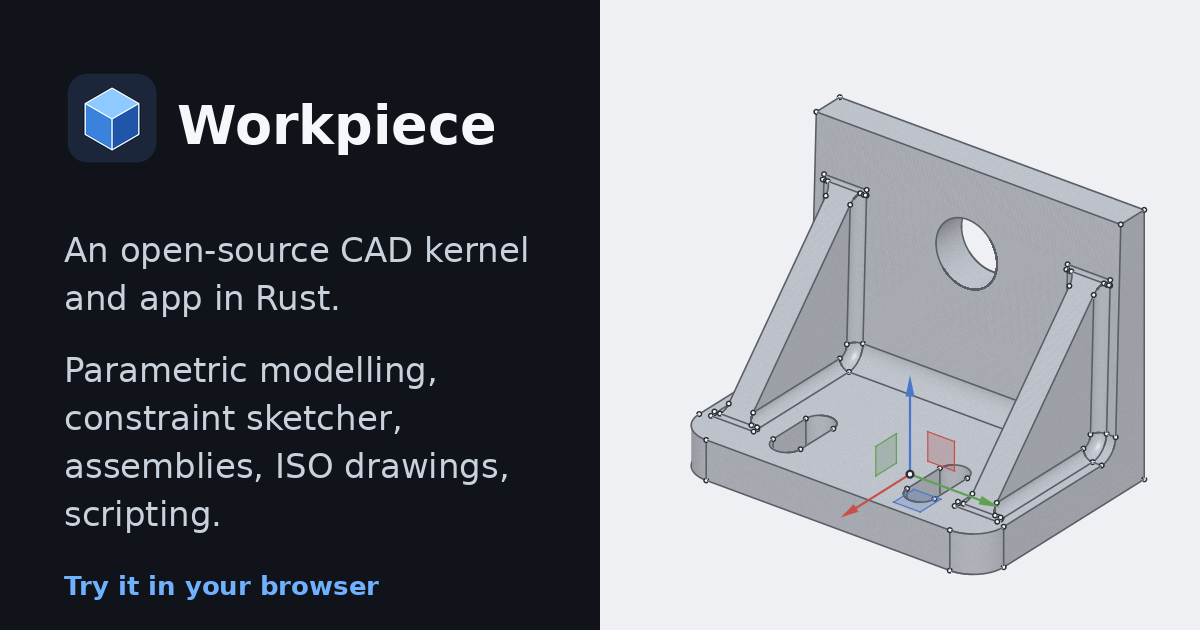 Workpiece
An open-source CAD kernel
and app in Rust.
Parametric modelling,
constraint sketcher,
assemblies, ISO drawings,
scripting.
Try it in your browser